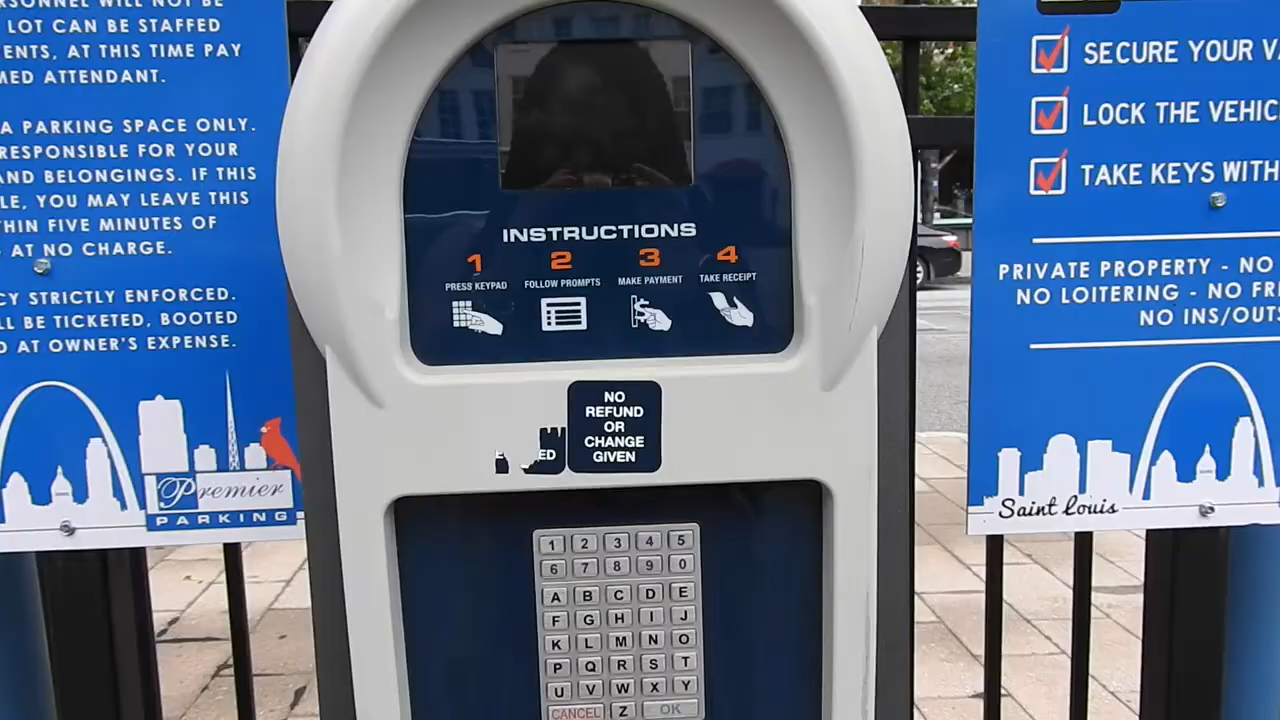 RSONNEL WILL NOT BE
LOT CAN BE STAFFED
ENTS, AT THIS TIME PAY
MED ATTENDANT.
A PARKING SPACE ONLY.
RESPONSIBLE FOR YOUR
AND BELONGINGS. IF THIS
LE, YOU MAY LEAVE THIS
THIN FIVE MINUTES OF
AT NO CHARGE.
CY STRICTLY ENFORCED.
LL BE TICKETED, BOOTED
D AT OWNER'S EXPENSE.
Premier
PARKING
INSTRUCTIONS
1 2 3 4
PRESS KEYPAD FOLLOW PROMPTS MAKE PAYMENT TAKE RECEIPT
NO
REFUND
OR
CHANGE
GIVEN
ED
1 2 3 4 5
6 7 8 9 0
A B C D E
F G H I J
K L M N O
P Q R S T
U V W X Y
CANCEL Z OK
SECURE YOUR VA
LOCK THE VEHIC
TAKE KEYS WITH
PRIVATE PROPERTY - NO
NO LOITERING - NO FR
NO INS/OUTS
Saint Louis